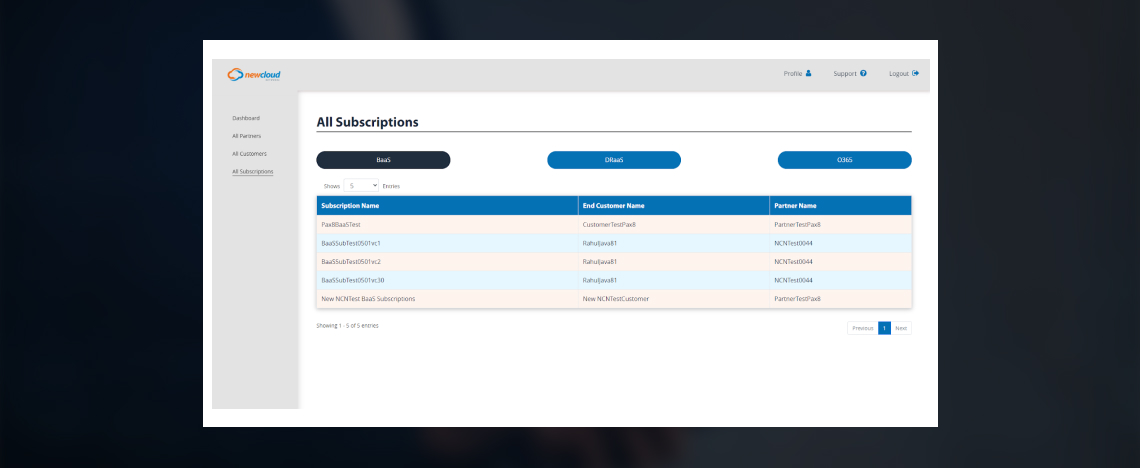 newcloud
Profile Support Logout
Dashboard
All Partners
All Customers
All Subscriptions
All Subscriptions
BaaS DRaaS O365
Shows 5 Entries
Subscription Name End Customer Name Partner Name
Pax8BaaSTest CustomerTestPax8 PartnerTestPax8
BaaSSubTest0501vc1 RahulJava81 NCNTest0044
BaaSSubTest0501vc2 RahulJava81 NCNTest0044
BaaSSubTest0501vc30 RahulJava81 NCNTest0044
New NCNTest BaaS Subscriptions New NCNTestCustomer PartnerTestPax8
Showing 1 - 5 of 5 entries
Previous 1 Next